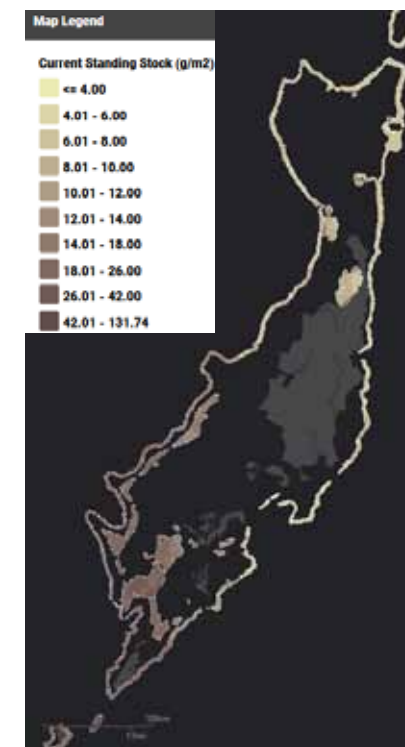 Map Legend
Current Standing Stock (g/m2)
<= 4.00
4.01 - 6.00
6.01 - 8.00
8.01 - 10.00
10.01 - 12.00
12.01 - 14.00
14.01 - 18.00
18.01 - 26.00
26.01 - 42.00
42.01 - 131.74